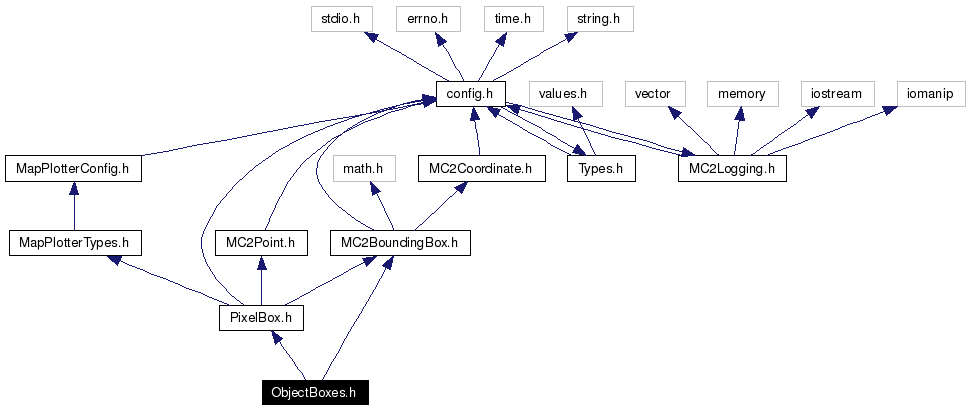 stdio.h
errno.h
time.h
string.h
config.h
values.h
vector
memory
iostream
iomanip
MapPlotterConfig.h
math.h
MC2Coordinate.h
Types.h
MC2Logging.h
MapPlotterTypes.h
MC2Point.h
MC2BoundingBox.h
PixelBox.h
ObjectBoxes.h